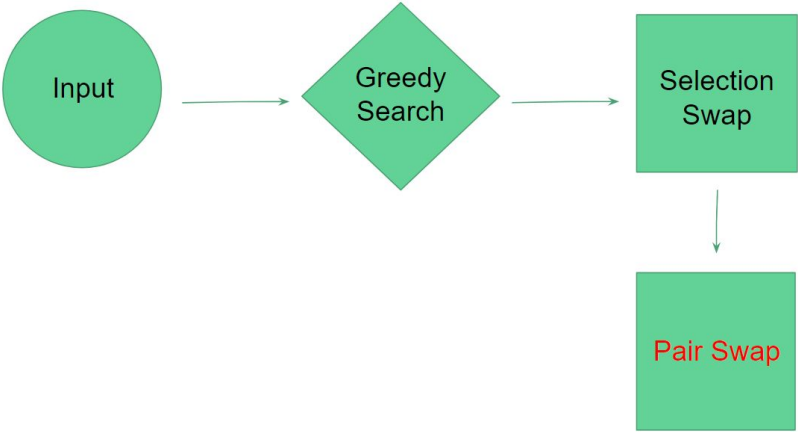 Input
Greedy
Search
Selection
Swap
Pair Swap